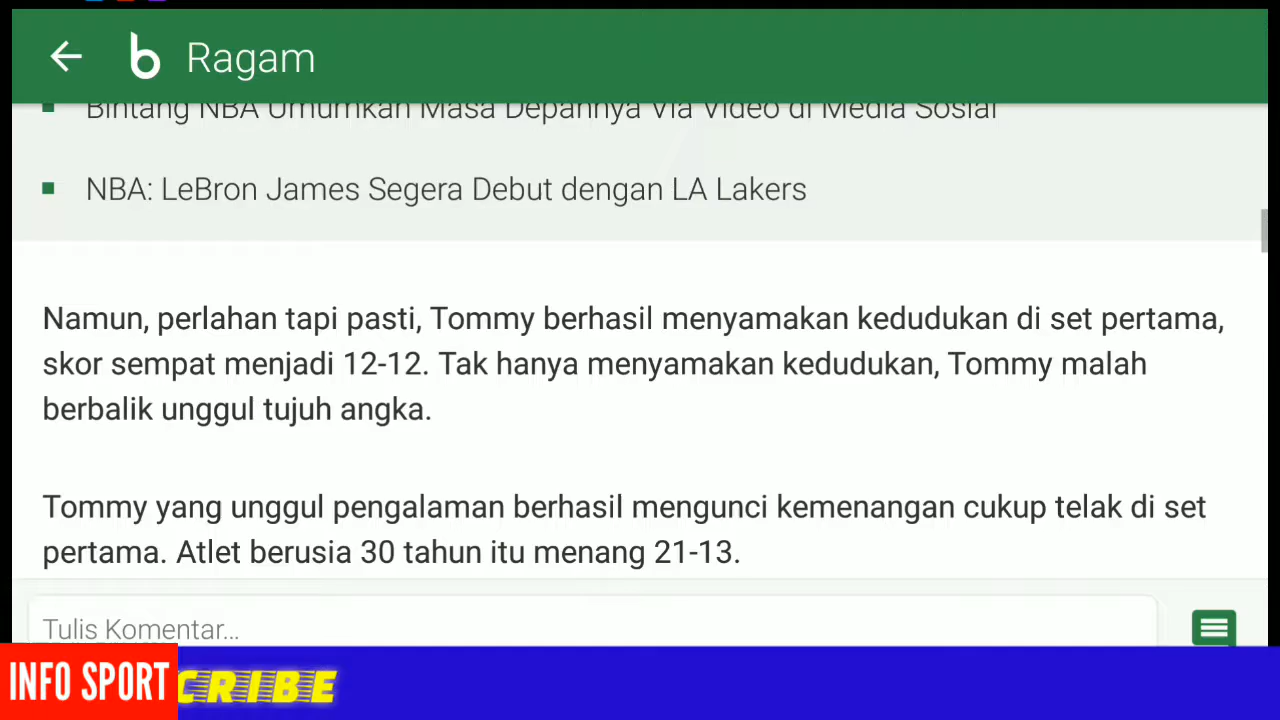 b Ragam
Bintang NBA Umumkan Masa Depannya Via Video di Media Sosial
NBA: LeBron James Segera Debut dengan LA Lakers
Namun, perlahan tapi pasti, Tommy berhasil menyamakan kedudukan di set pertama,
skor sempat menjadi 12-12. Tak hanya menyamakan kedudukan, Tommy malah
berbalik unggul tujuh angka.
Tommy yang unggul pengalaman berhasil mengunci kemenangan cukup telak di set
pertama. Atlet berusia 30 tahun itu menang 21-13.
Tulis Komentar...
INFO SPORT
CRIBE